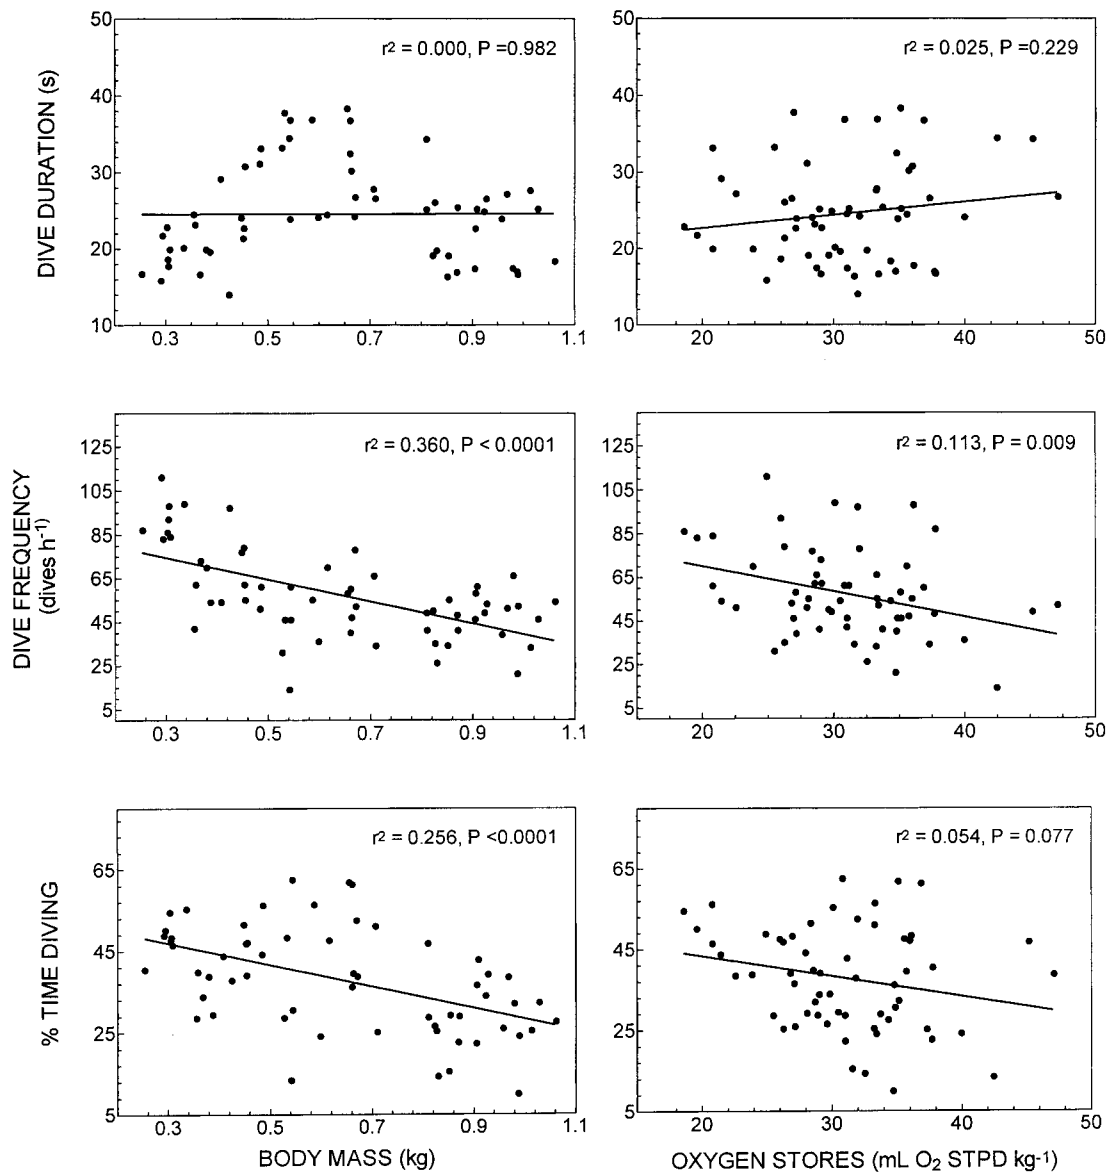 50
40
30
20
10
DIVE DURATION (s)
r² = 0.000, P =0.982
0.3 0.5 0.7 0.9 1.1
50
40
30
20
10
r² = 0.025, P =0.229
20 30 40 50
125
105
85
65
45
25
5
DIVE FREQUENCY
(dives h⁻¹)
r² = 0.360, P < 0.0001
0.3 0.5 0.7 0.9 1.1
125
105
85
65
45
25
5
r² = 0.113, P = 0.009
20 30 40 50
65
45
25
5
% TIME DIVING
r² = 0.256, P <0.0001
0.3 0.5 0.7 0.9 1.1
BODY MASS (kg)
65
45
25
5
r² = 0.054, P = 0.077
20 30 40 50
OXYGEN STORES (mL O₂ STPD kg⁻¹)